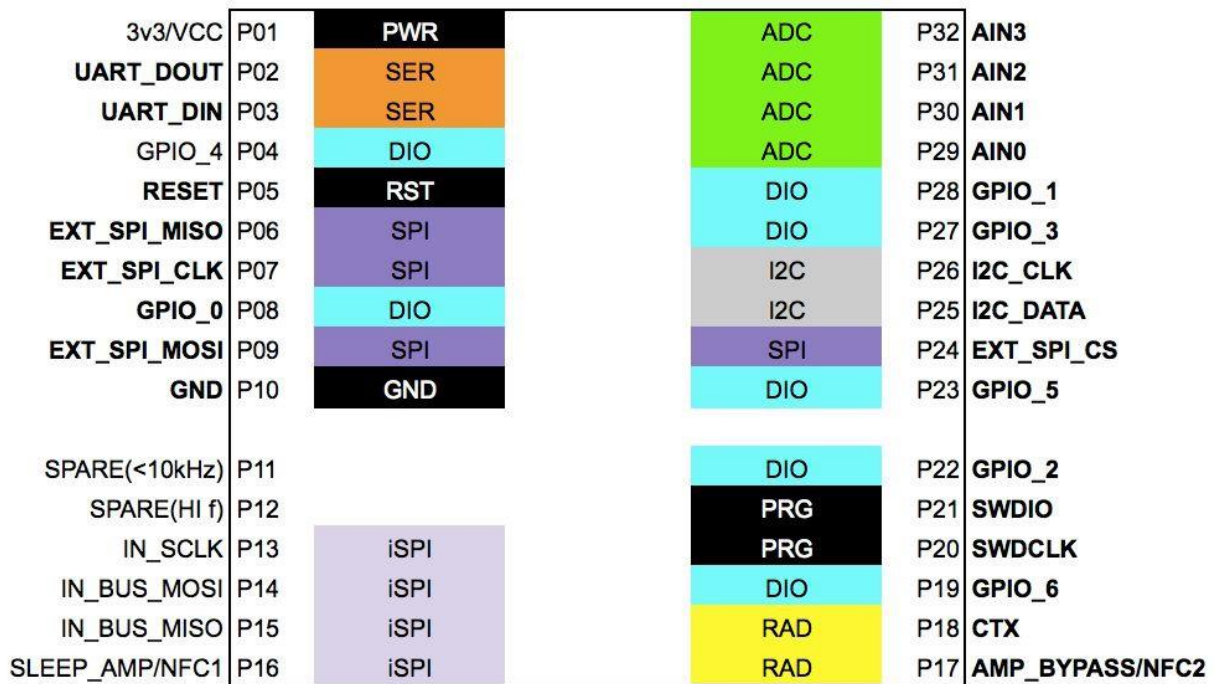 3v3/VCC P01 PWR ADC P32 AIN3
UART_DOUT P02 SER ADC P31 AIN2
UART_DIN P03 SER ADC P30 AIN1
GPIO_4 P04 DIO ADC P29 AIN0
RESET P05 RST DIO P28 GPIO_1
EXT_SPI_MISO P06 SPI DIO P27 GPIO_3
EXT_SPI_CLK P07 SPI I2C P26 I2C_CLK
GPIO_0 P08 DIO I2C P25 I2C_DATA
EXT_SPI_MOSI P09 SPI SPI P24 EXT_SPI_CS
GND P10 GND DIO P23 GPIO_5
SPARE(<10kHz) P11 DIO P22 GPIO_2
SPARE(HI f) P12 PRG P21 SWDIO
IN_SCLK P13 iSPI PRG P20 SWDCLK
IN_BUS_MOSI P14 iSPI DIO P19 GPIO_6
IN_BUS_MISO P15 iSPI RAD P18 CTX
SLEEP_AMP/NFC1 P16 iSPI RAD P17 AMP_BYPASS/NFC2